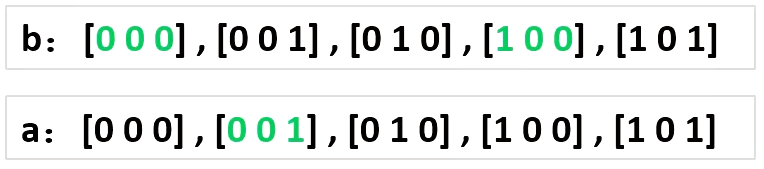 b: [0 0 0] , [0 0 1] , [0 1 0] , [1 0 0] , [1 0 1]
a: [0 0 0] , [0 0 1] , [0 1 0] , [1 0 0] , [1 0 1]